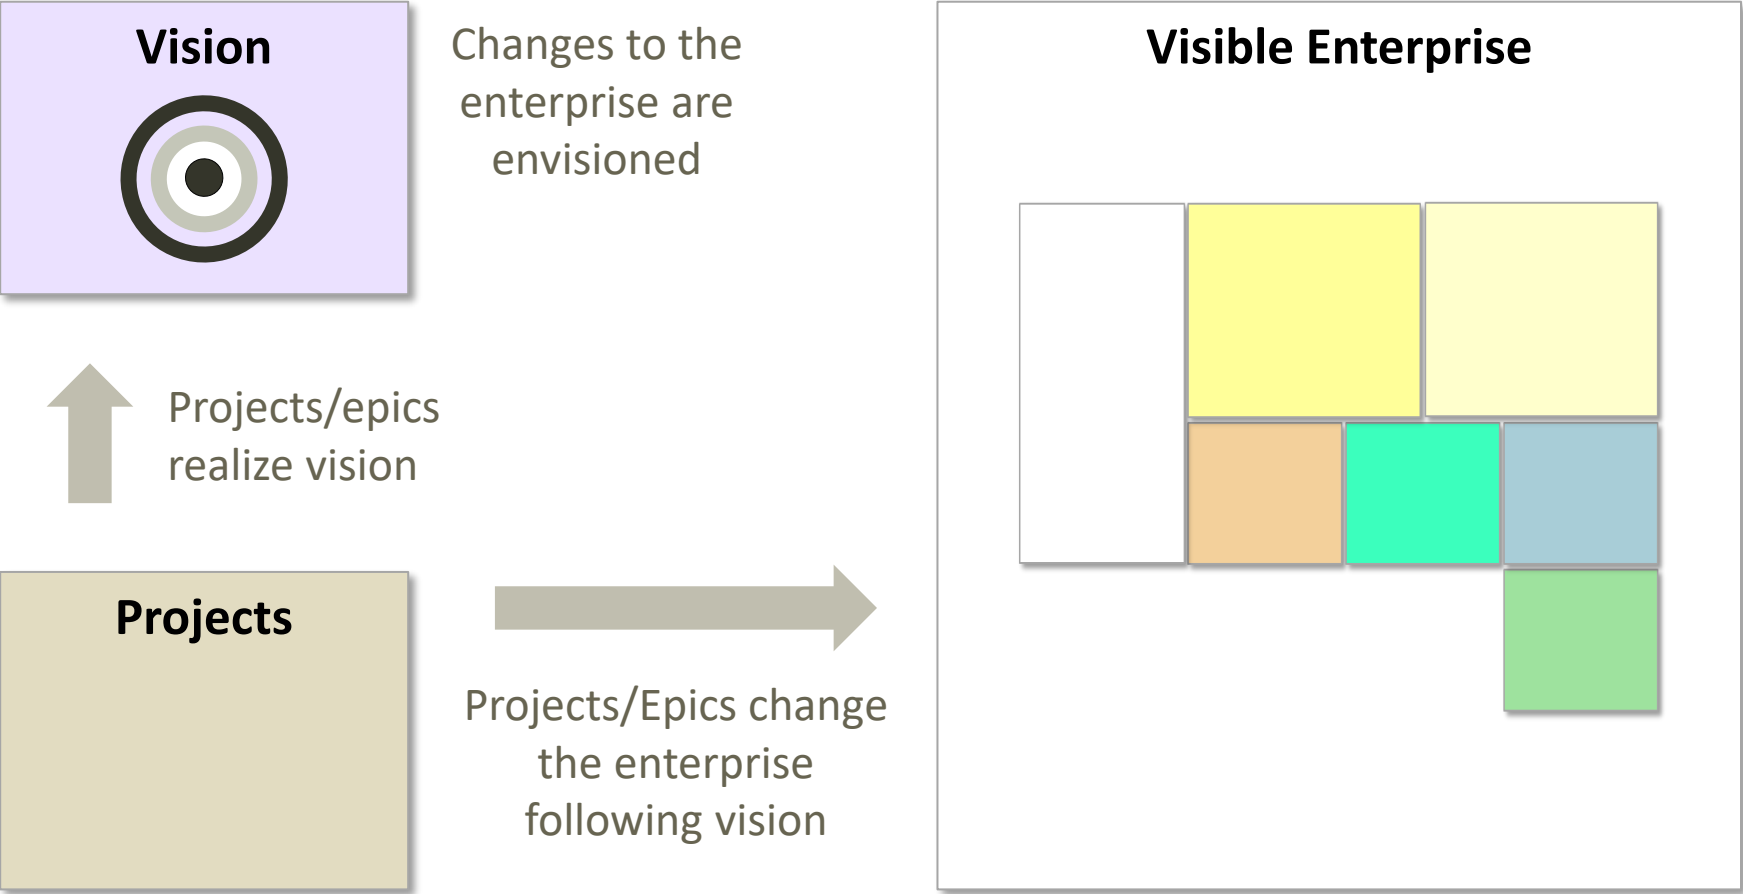 Vision
Changes to the
enterprise are
envisioned
Visible Enterprise
Projects/epics
realize vision
Projects
Projects/Epics change
the enterprise
following vision